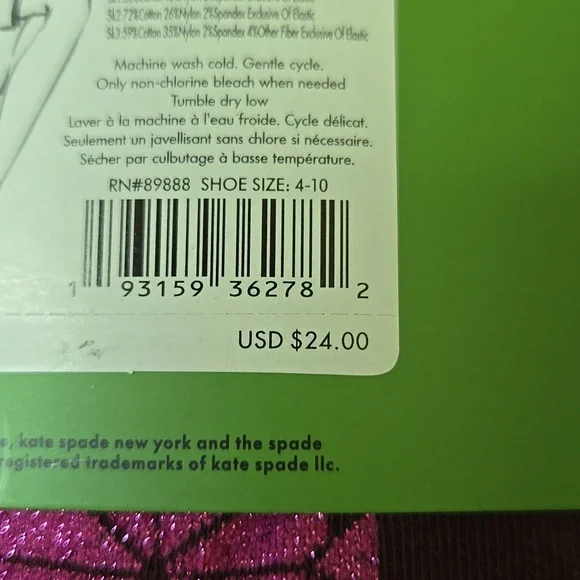 Sk2:72%Cotton 26%Nylon 2%Spandex Exclusive Of Elastic
Sk3:59%Cotton 35%Nylon 2%Spandex 4%Other Fiber Exclusive Of Elastic
Machine wash cold. Gentle cycle.
Only non-chlorine bleach when needed
Tumble dry low
Laver à la machine à l'eau froide. Cycle délicat.
Seulement un javellisant sans chlore si nécessaire.
Sécher par culbutage à basse température.
RN#89888 SHOE SIZE: 4-10
1 93159 36278 2
USD $24.00
kate spade new york and the spade
registered trademarks of kate spade llc.